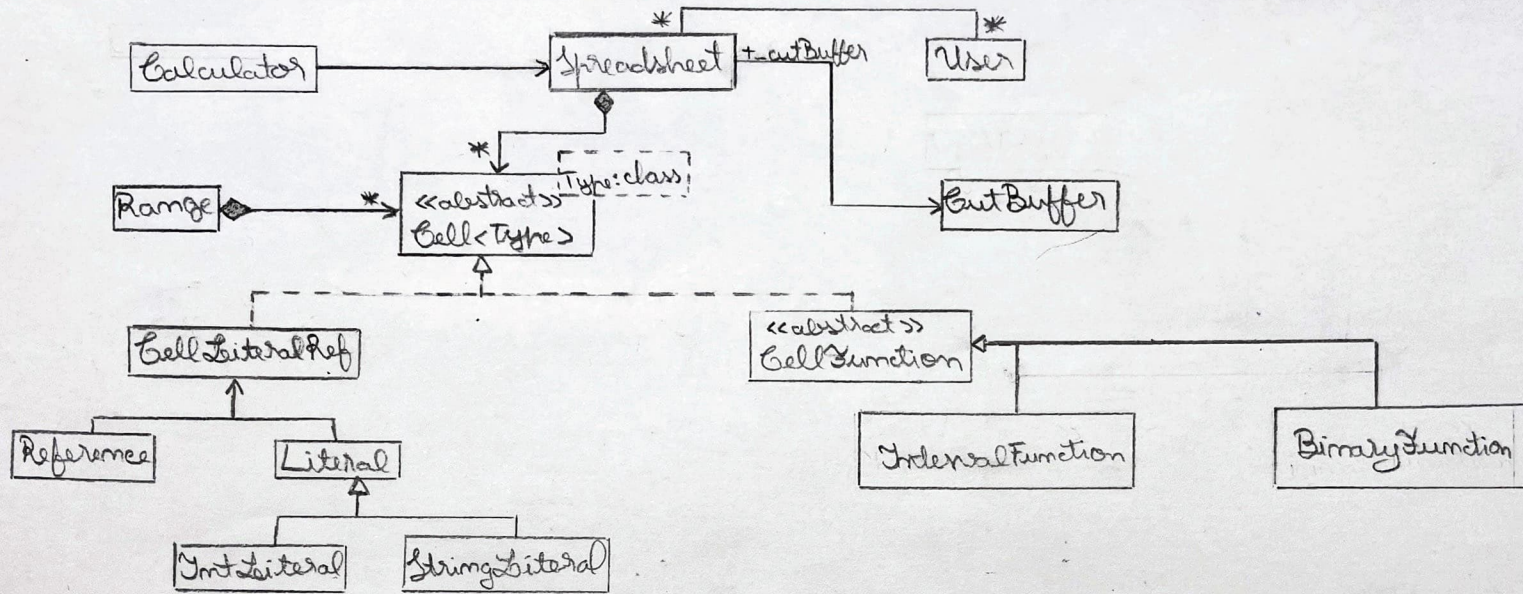 *
*
Calculator
Spreadsheet
+_cutBuffer
User
*
Type:class
Range
*
<<abstract>>
Cell<Type>
CutBuffer
CellLiteralRef
<<abstract>>
CellFunction
Reference
Literal
IntervalFunction
BinaryFunction
IntLiteral
StringLiteral